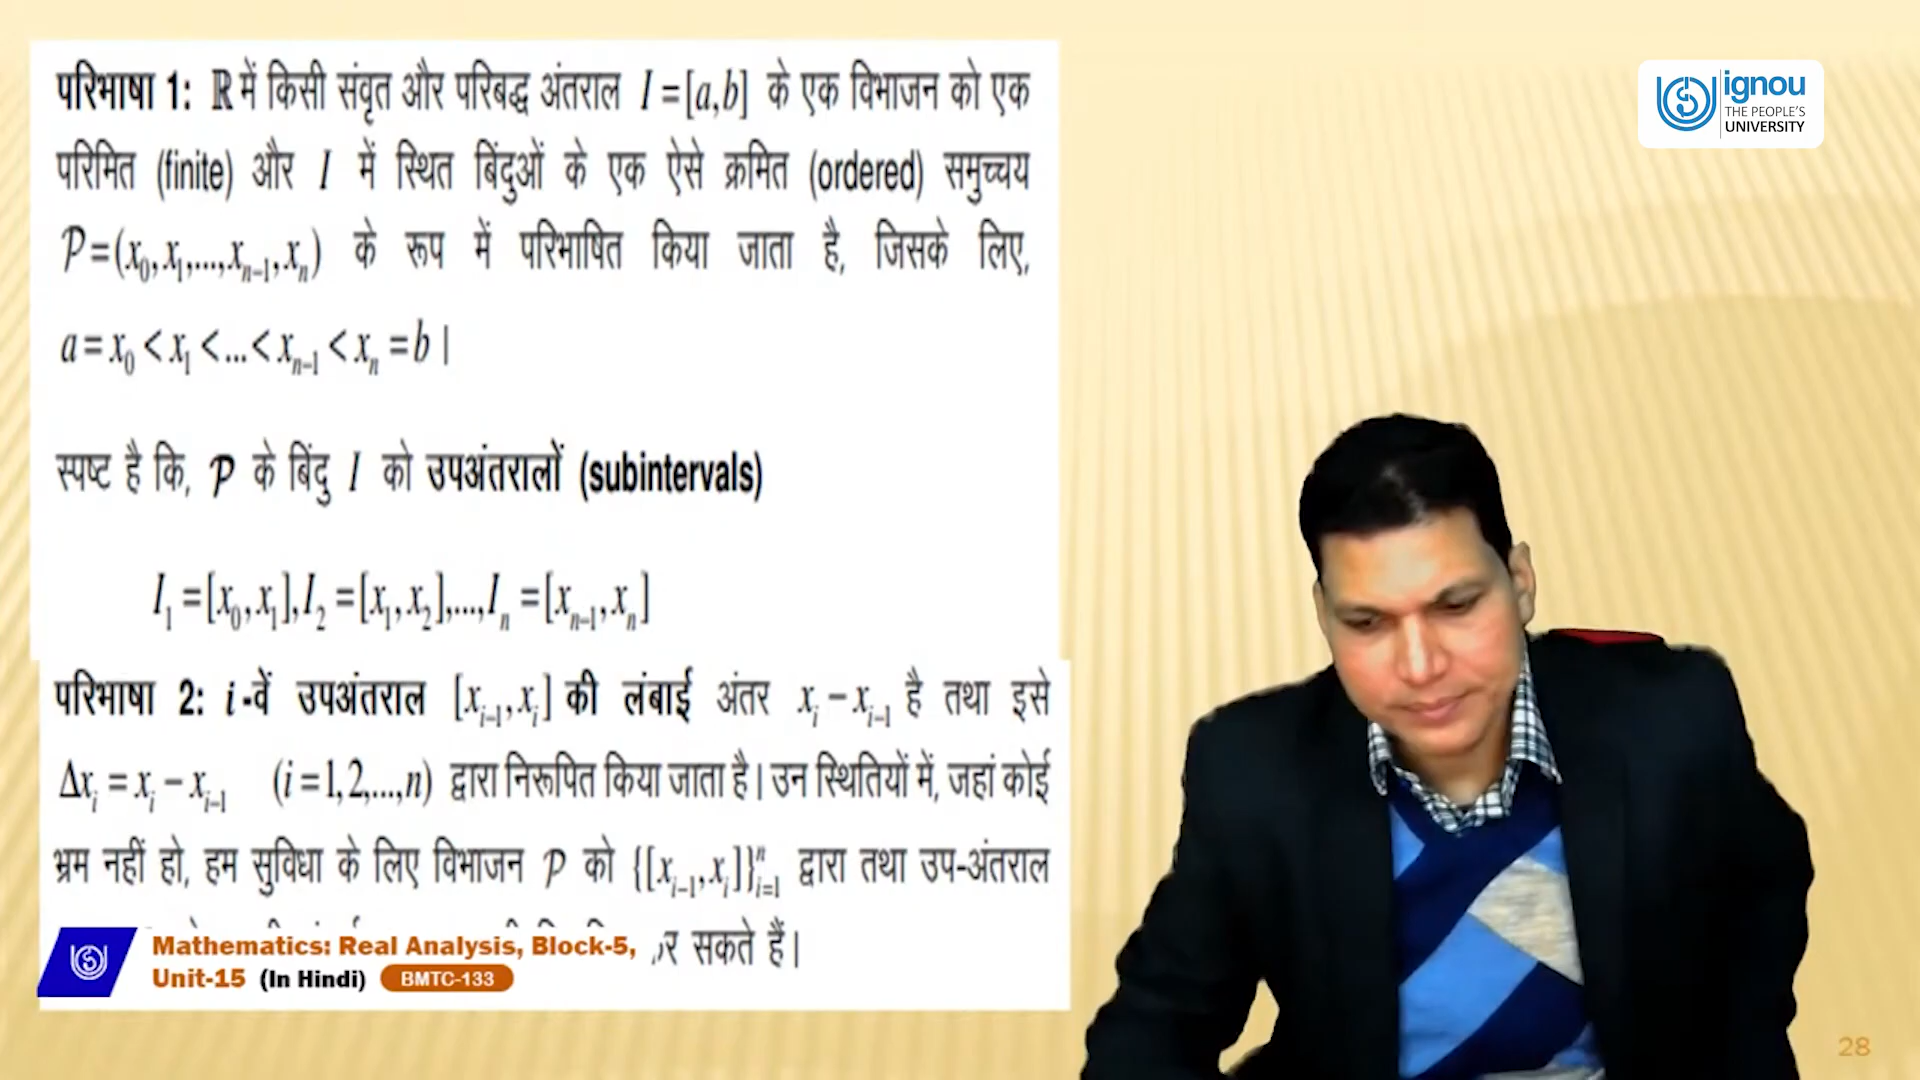 परिभाषा 1: ℝ में किसी संवृत और परिबद्ध अंतराल I = [a, b] के एक विभाजन को एक
परिमित (finite) और I में स्थित बिंदुओं के एक ऐसे क्रमित (ordered) समुच्चय
𝒫 = (x₀, x₁,..., xₙ₋₁, xₙ) के रूप में परिभाषित किया जाता है, जिसके लिए,
a = x₀ < x₁ < ... < xₙ₋₁ < xₙ = b |
स्पष्ट है कि, 𝒫 के बिंदु I को उपअंतरालों (subintervals)
I₁ = [x₀, x₁], I₂ = [x₁, x₂],..., Iₙ = [xₙ₋₁, xₙ]
परिभाषा 2: i-वें उपअंतराल [xᵢ₋₁, xᵢ] की लंबाई अंतर xᵢ − xᵢ₋₁ है तथा इसे
Δxᵢ = xᵢ − xᵢ₋₁ (i = 1, 2,..., n) द्वारा निरूपित किया जाता है। उन स्थितियों में, जहां कोई
भ्रम नहीं हो, हम सुविधा के लिए विभाजन 𝒫 को {[xᵢ₋₁, xᵢ]}ⁿᵢ₌₁ द्वारा तथा उप-अंतराल
सकते हैं।
Mathematics: Real Analysis, Block-5,
Unit-15 (In Hindi) BMTC-133
ignou
THE PEOPLE'S
UNIVERSITY
28